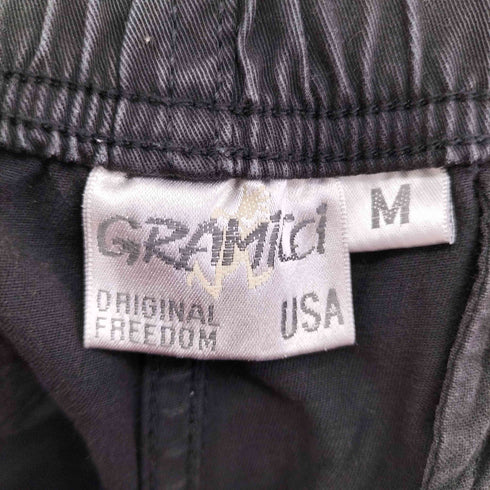 GRAMiCCi
M
ORIGINAL
FREEDOM
USA